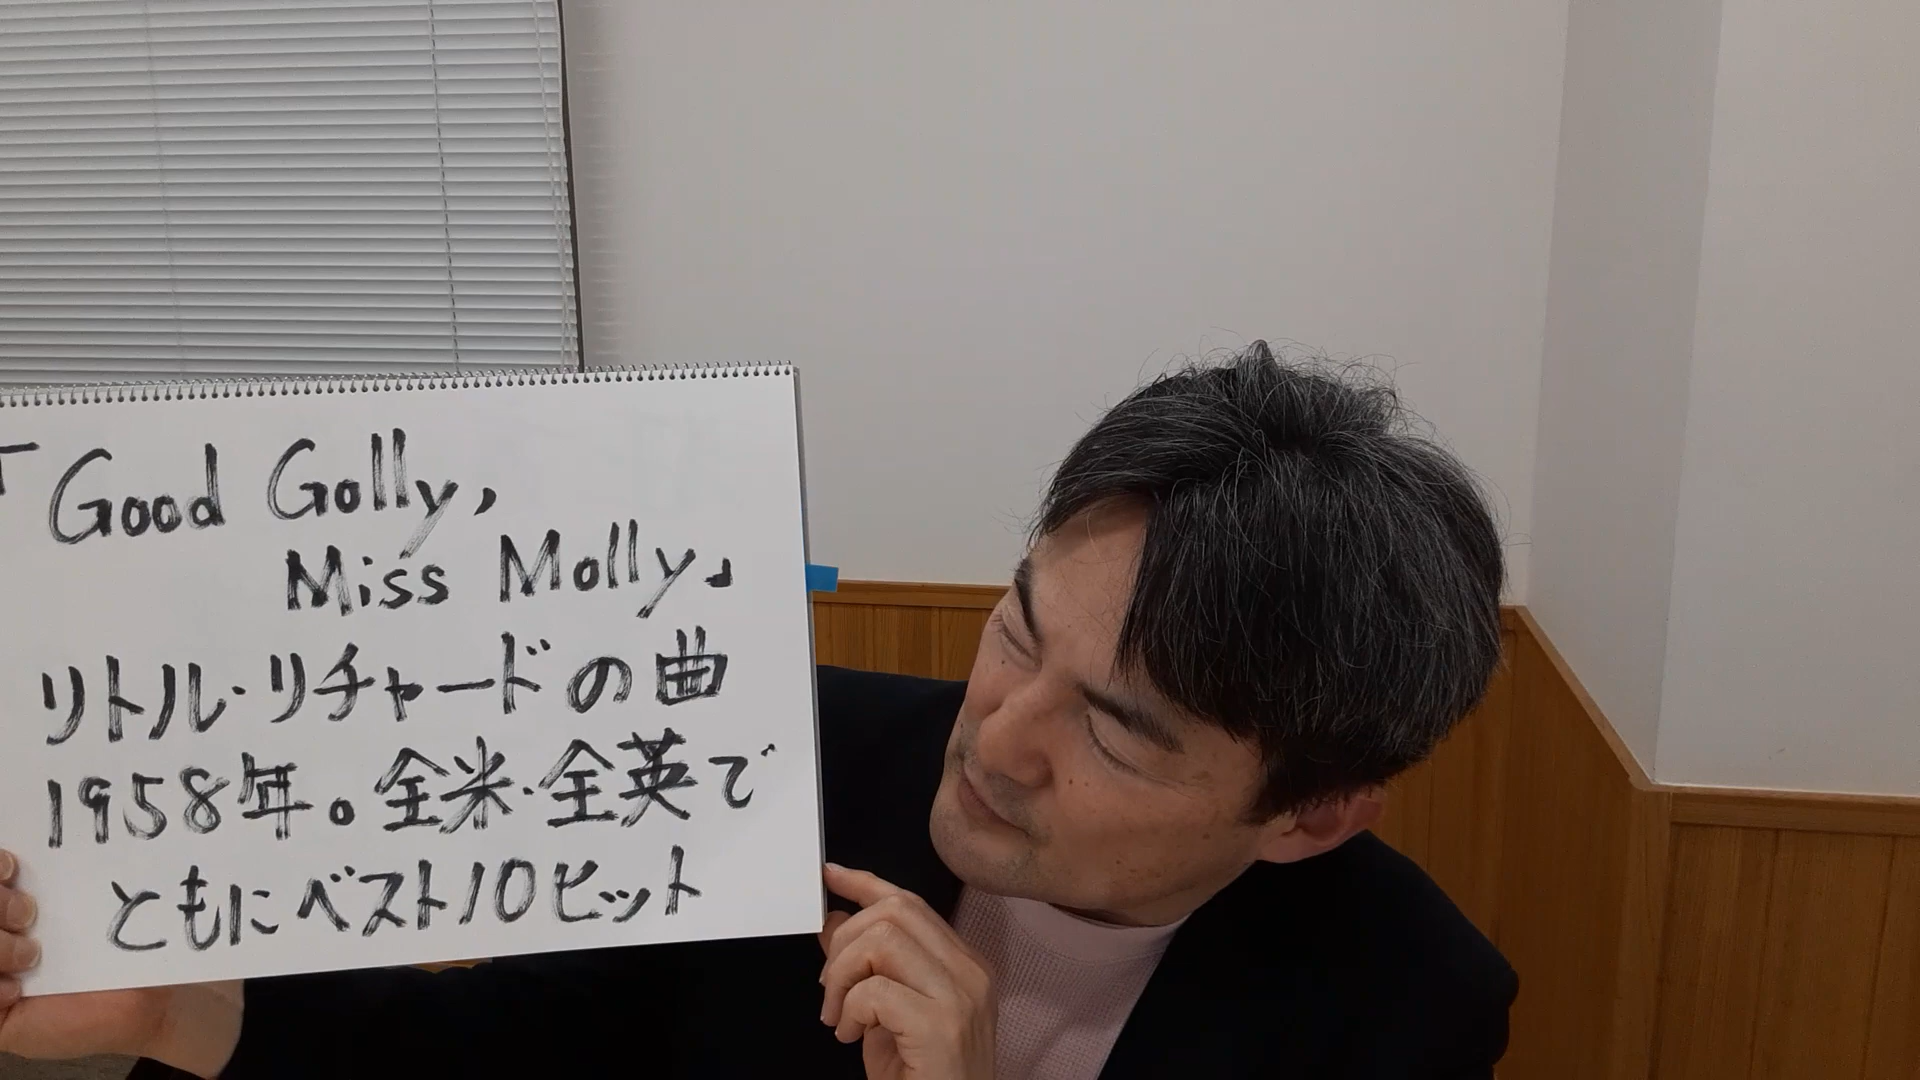 「Good Golly,
Miss Molly」
リトル・リチャードの曲
1958年。全米・全英で
ともにベスト10ヒット